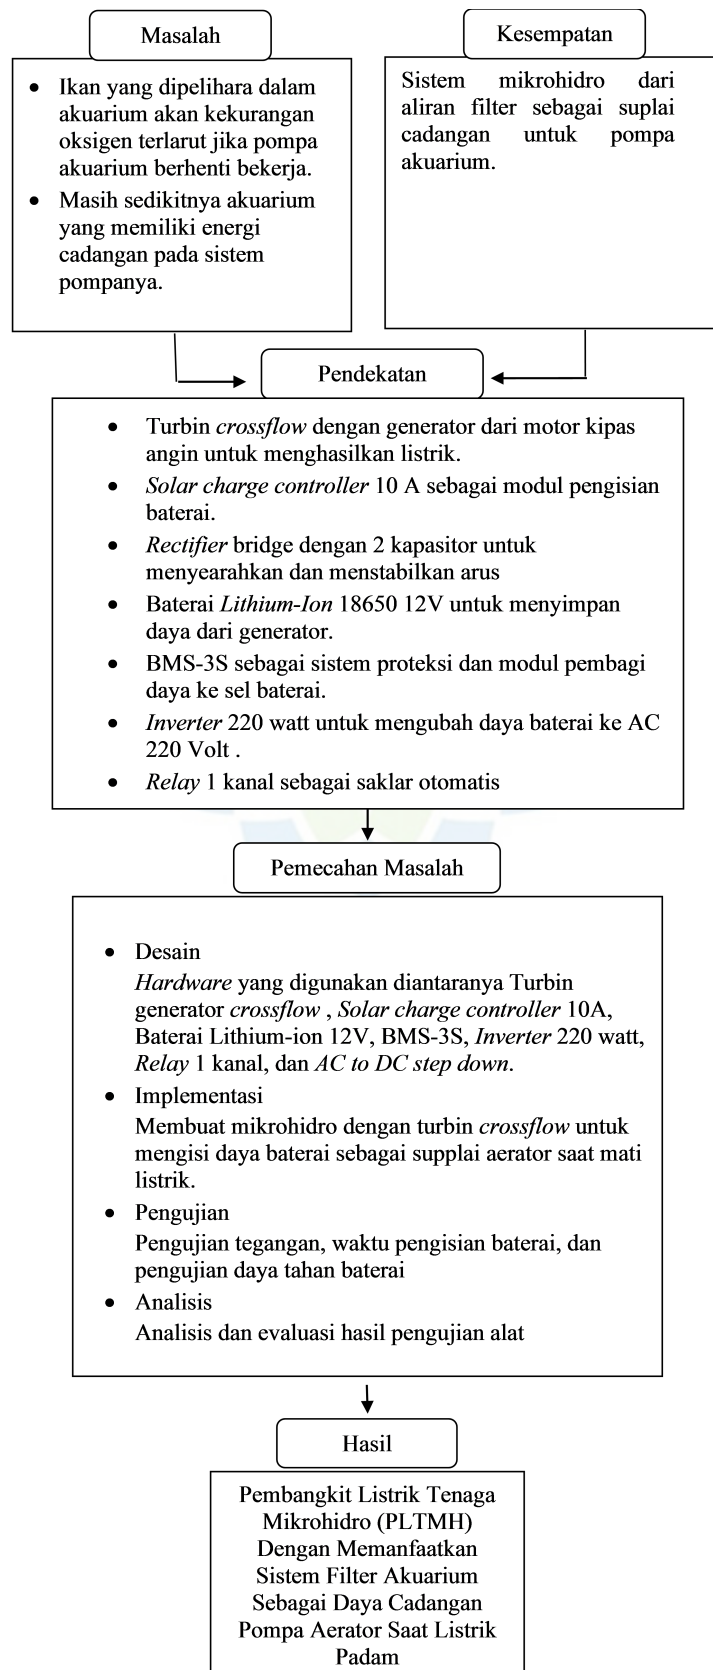 Masalah
• Ikan yang dipelihara dalam
akuarium akan kekurangan
oksigen terlarut jika pompa
akuarium berhenti bekerja.
• Masih sedikitnya akuarium
yang memiliki energi
cadangan pada sistem
pompanya.
Kesempatan
Sistem mikrohidro dari
aliran filter sebagai suplai
cadangan untuk pompa
akuarium.
Pendekatan
• Turbin crossflow dengan generator dari motor kipas
angin untuk menghasilkan listrik.
• Solar charge controller 10 A sebagai modul pengisian
baterai.
• Rectifier bridge dengan 2 kapasitor untuk
menyearahkan dan menstabilkan arus
• Baterai Lithium-Ion 18650 12V untuk menyimpan
daya dari generator.
• BMS-3S sebagai sistem proteksi dan modul pembagi
daya ke sel baterai.
• Inverter 220 watt untuk mengubah daya baterai ke AC
220 Volt .
• Relay 1 kanal sebagai saklar otomatis
Pemecahan Masalah
• Desain
Hardware yang digunakan diantaranya Turbin
generator crossflow , Solar charge controller 10A,
Baterai Lithium-ion 12V, BMS-3S, Inverter 220 watt,
Relay 1 kanal, dan AC to DC step down.
• Implementasi
Membuat mikrohidro dengan turbin crossflow untuk
mengisi daya baterai sebagai supplai aerator saat mati
listrik.
• Pengujian
Pengujian tegangan, waktu pengisian baterai, dan
pengujian daya tahan baterai
• Analisis
Analisis dan evaluasi hasil pengujian alat
Hasil
Pembangkit Listrik Tenaga
Mikrohidro (PLTMH)
Dengan Memanfaatkan
Sistem Filter Akuarium
Sebagai Daya Cadangan
Pompa Aerator Saat Listrik
Padam